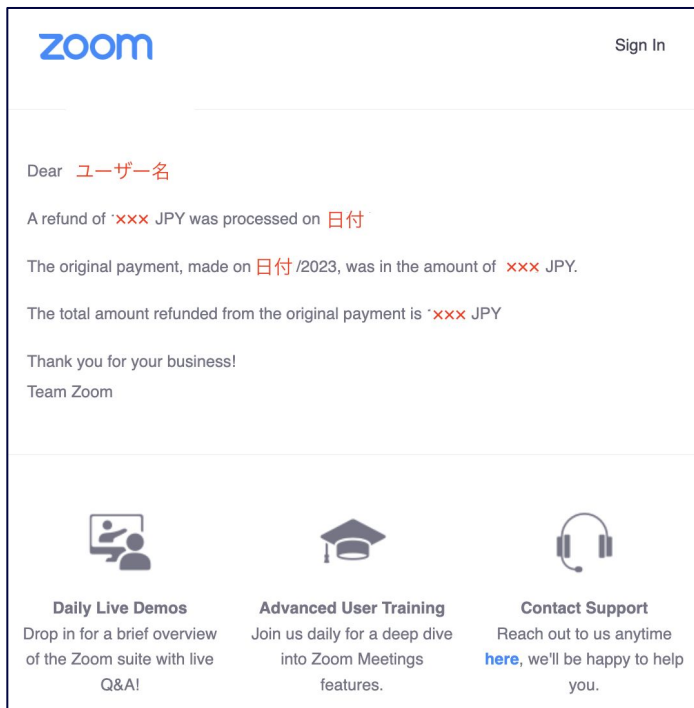 zoom
Sign In
Dear ユーザー名
A refund of ××× JPY was processed on 日付
The original payment, made on 日付 /2023, was in the amount of ××× JPY.
The total amount refunded from the original payment is ××× JPY
Thank you for your business!
Team Zoom
Daily Live Demos
Drop in for a brief overview
of the Zoom suite with live
Q&A!
Advanced User Training
Join us daily for a deep dive
into Zoom Meetings
features.
Contact Support
Reach out to us anytime
here, we'll be happy to help
you.